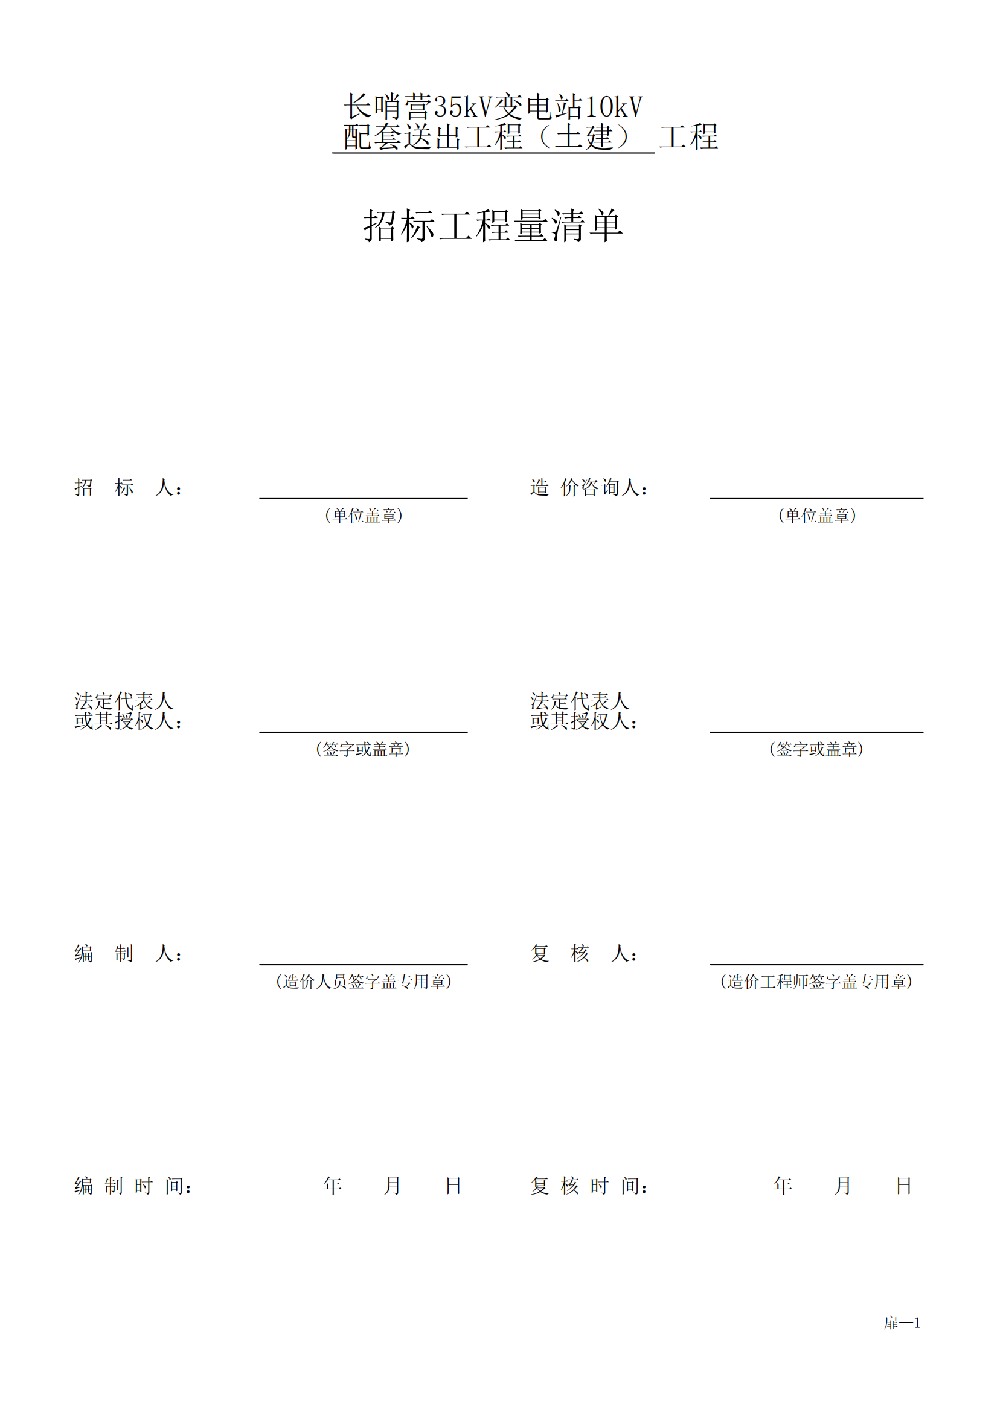 长哨营35kV变电站10kV
配套送出工程（土建） 工程
招标工程量清单
招 标 人： 造 价咨询人：
(单位盖章) (单位盖章)
法定代表人 法定代表人
或其授权人： 或其授权人：
(签字或盖章) (签字或盖章)
编 制 人： 复 核 人：
(造价人员签字盖专用章) (造价工程师签字盖专用章)
编 制 时 间： 年 月 日 复 核 时 间： 年 月 日
扉—1